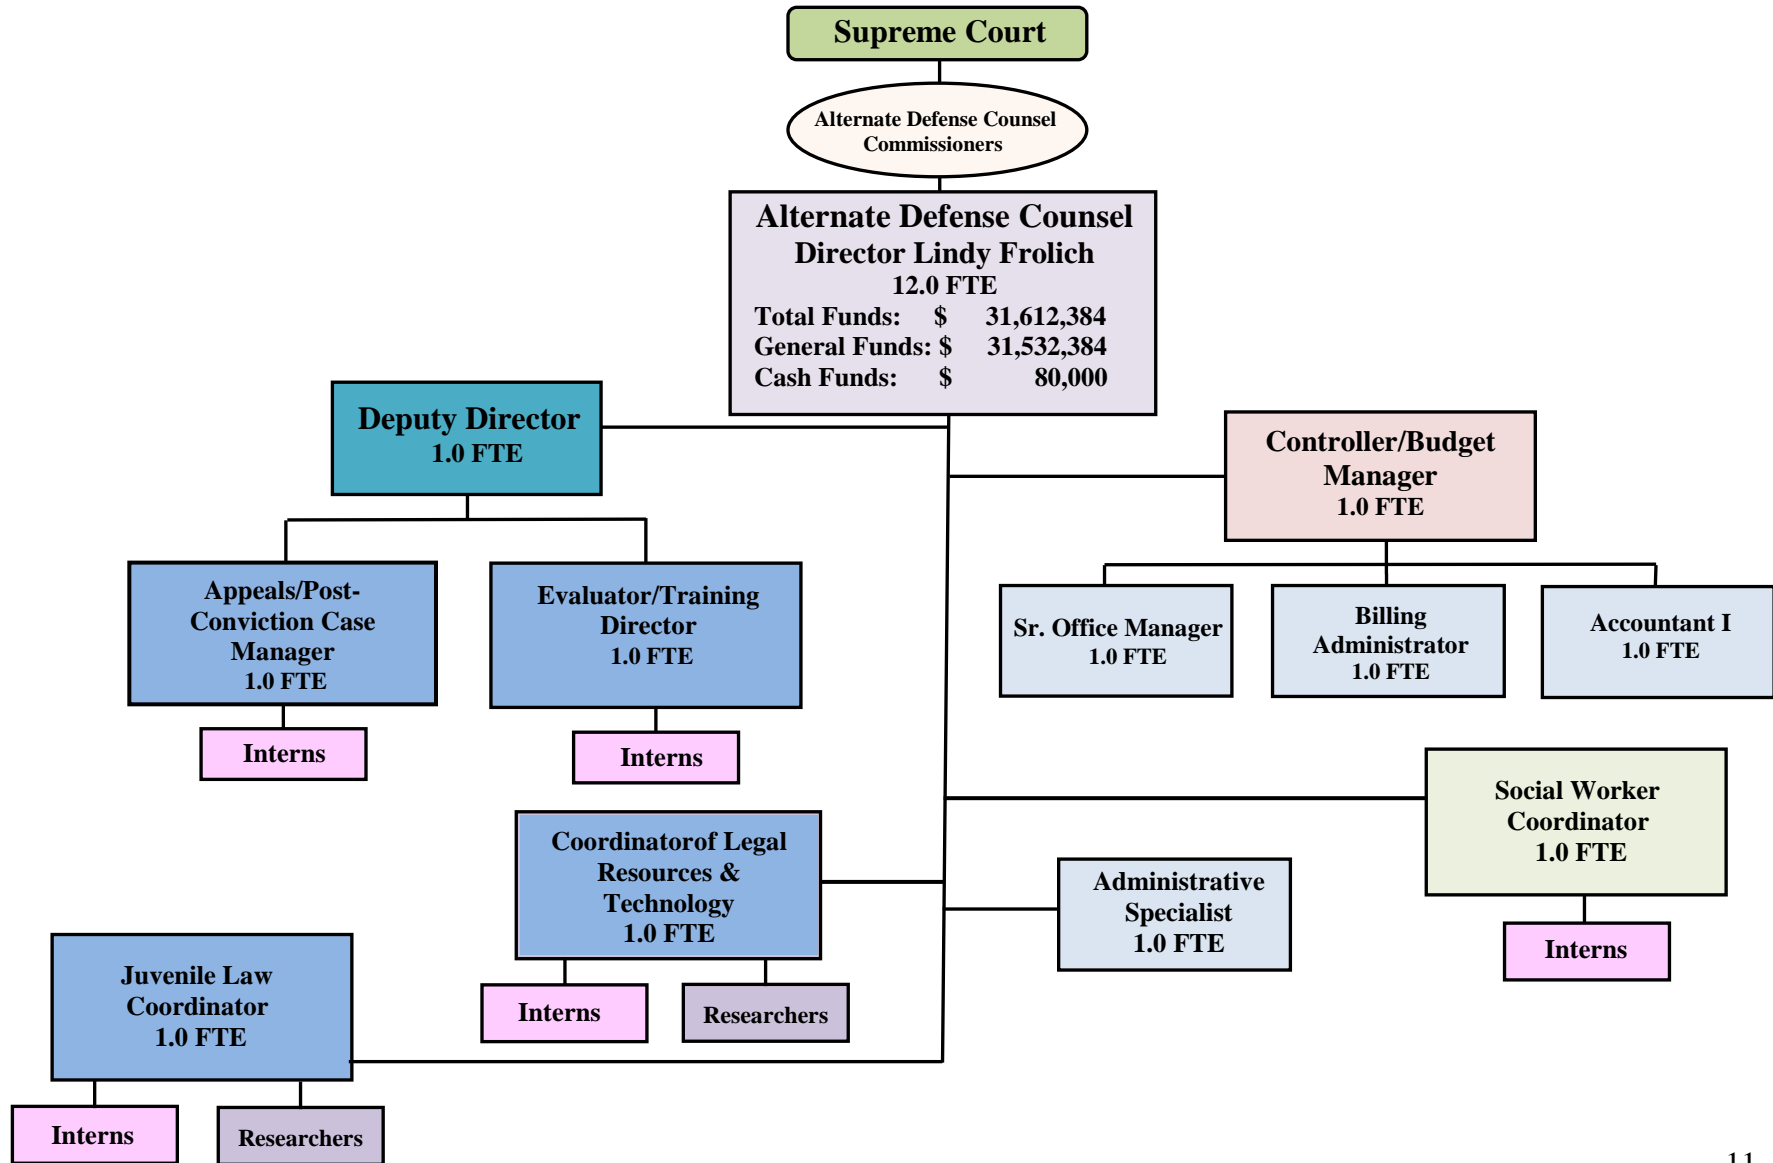 Supreme Court
Alternate Defense Counsel
Commissioners
Alternate Defense Counsel
Director Lindy Frolich
12.0 FTE
Total Funds: $ 31,612,384
General Funds: $ 31,532,384
Cash Funds: $ 80,000
Deputy Director
1.0 FTE
Controller/Budget
Manager
1.0 FTE
Appeals/Post-
Conviction Case
Manager
1.0 FTE
Evaluator/Training
Director
1.0 FTE
Sr. Office Manager
1.0 FTE
Billing
Administrator
1.0 FTE
Accountant I
1.0 FTE
Interns
Interns
Social Worker
Coordinator
1.0 FTE
Coordinatorof Legal
Resources &
Technology
1.0 FTE
Administrative
Specialist
1.0 FTE
Interns
Juvenile Law
Coordinator
1.0 FTE
Interns
Researchers
Interns
Researchers
11